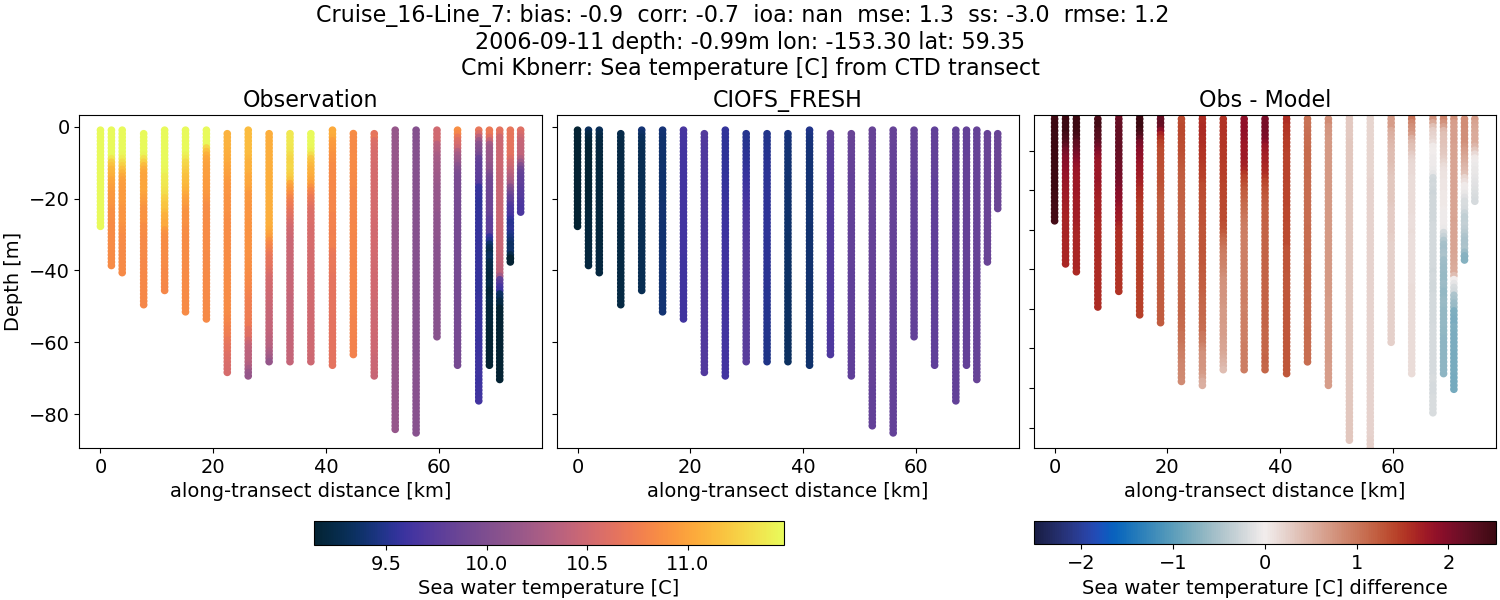 Cruise_16-Line_7: bias: -0.9  corr: -0.7  ioa: nan  mse: 1.3  ss: -3.0  rmse: 1.2
2006-09-11 depth: -0.99m lon: -153.30 lat: 59.35
Cmi Kbnerr: Sea temperature [C] from CTD transect
Observation
CIOFS_FRESH
Obs - Model
Depth [m]
0
−20
−40
−60
−80
0 20 40 60
along-transect distance [km]
0 20 40 60
along-transect distance [km]
0 20 40 60
along-transect distance [km]
9.5 10.0 10.5 11.0
Sea water temperature [C]
−2 −1 0 1 2
Sea water temperature [C] difference